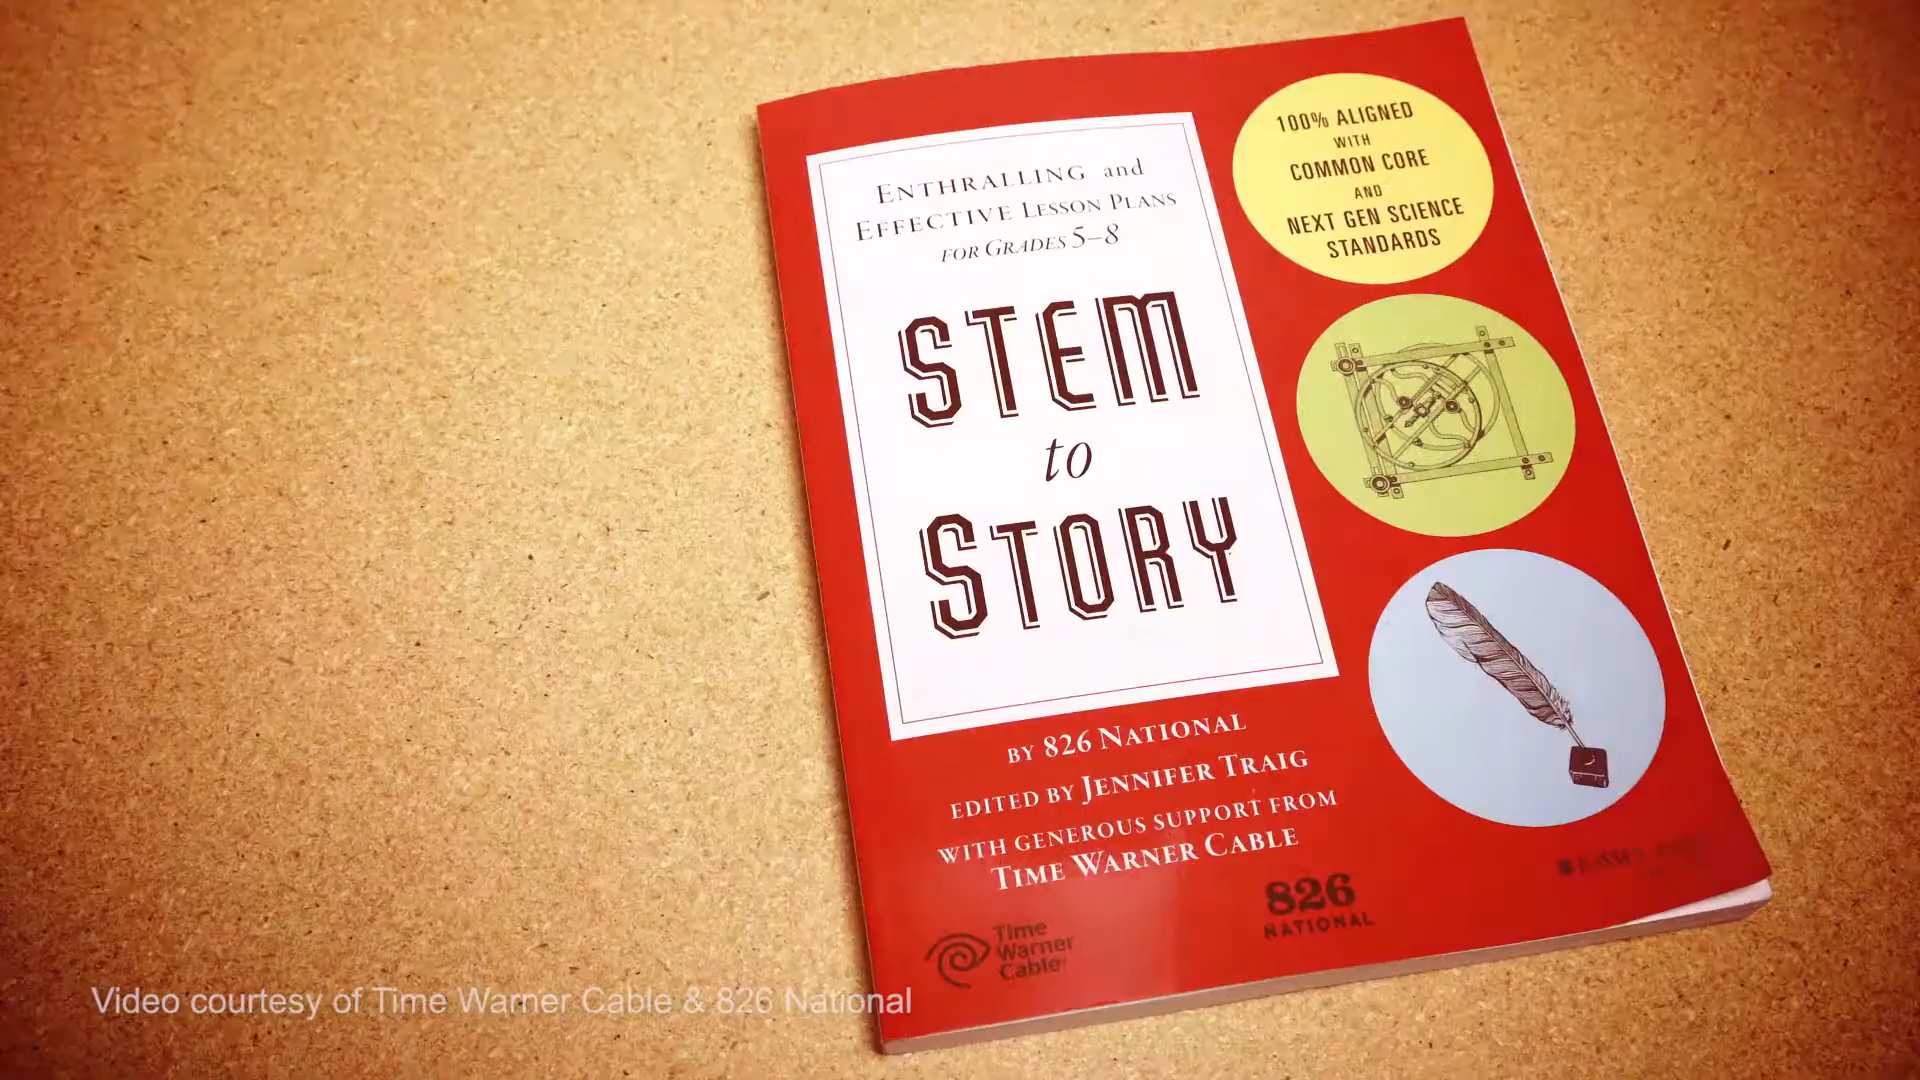 ENTHRALLING and
EFFECTIVE LESSON PLANS
FOR GRADES 5–8
STEM
to
STORY
100% ALIGNED
WITH
COMMON CORE
AND
NEXT GEN SCIENCE
STANDARDS
BY 826 NATIONAL
EDITED BY JENNIFER TRAIG
WITH GENEROUS SUPPORT FROM
TIME WARNER CABLE
Time
Warner
Cable
826
NATIONAL
Video courtesy of Time Warner Cable & 826 National